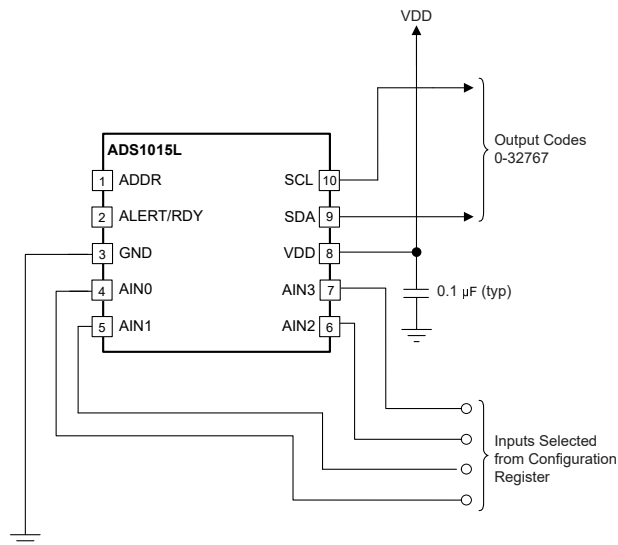 VDD
Output Codes
0-32767
ADS1015L
1 ADDR
SCL 10
2 ALERT/RDY
SDA 9
3 GND
VDD 8
4 AIN0
AIN3 7
0.1 μF (typ)
5 AIN1
AIN2 6
Inputs Selected
from Configuration
Register